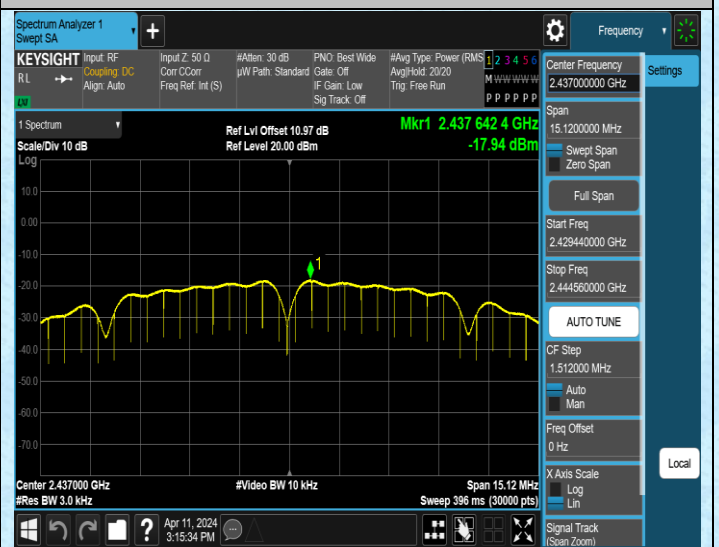 Spectrum Analyzer 1
Swept SA
+
Frequency
KEYSIGHT
RL
LXI
Input: RF
Coupling: DC
Align: Auto
Input Z: 50 Ω
Corr CCorr
Freq Ref: Int (S)
#Atten: 30 dB
µW Path: Standard
PNO: Best Wide
Gate: Off
IF Gain: Low
Sig Track: Off
#Avg Type: Power (RMS
Avg|Hold: 20/20
Trig: Free Run
1 2 3 4 5 6
M W W W W W
P P P P P P
Center Frequency
2.437000000 GHz
Settings
Span
15.1200000 MHz
Swept Span
Zero Span
Full Span
Start Freq
2.429440000 GHz
Stop Freq
2.444560000 GHz
AUTO TUNE
CF Step
1.512000 MHz
Auto
Man
Freq Offset
0 Hz
X Axis Scale
Log
Lin
Local
Signal Track
(Span Zoom)
1 Spectrum
Scale/Div 10 dB
Log
Ref Lvl Offset 10.97 dB
Ref Level 20.00 dBm
Mkr1 2.437 642 4 GHz
-17.94 dBm
10.0
0.00
-10.0
-20.0
-30.0
-40.0
-50.0
-60.0
-70.0
1
Center 2.437000 GHz
#Res BW 3.0 kHz
#Video BW 10 kHz
Span 15.12 MHz
Sweep 396 ms (30000 pts)
?
Apr 11, 2024
3:15:34 PM